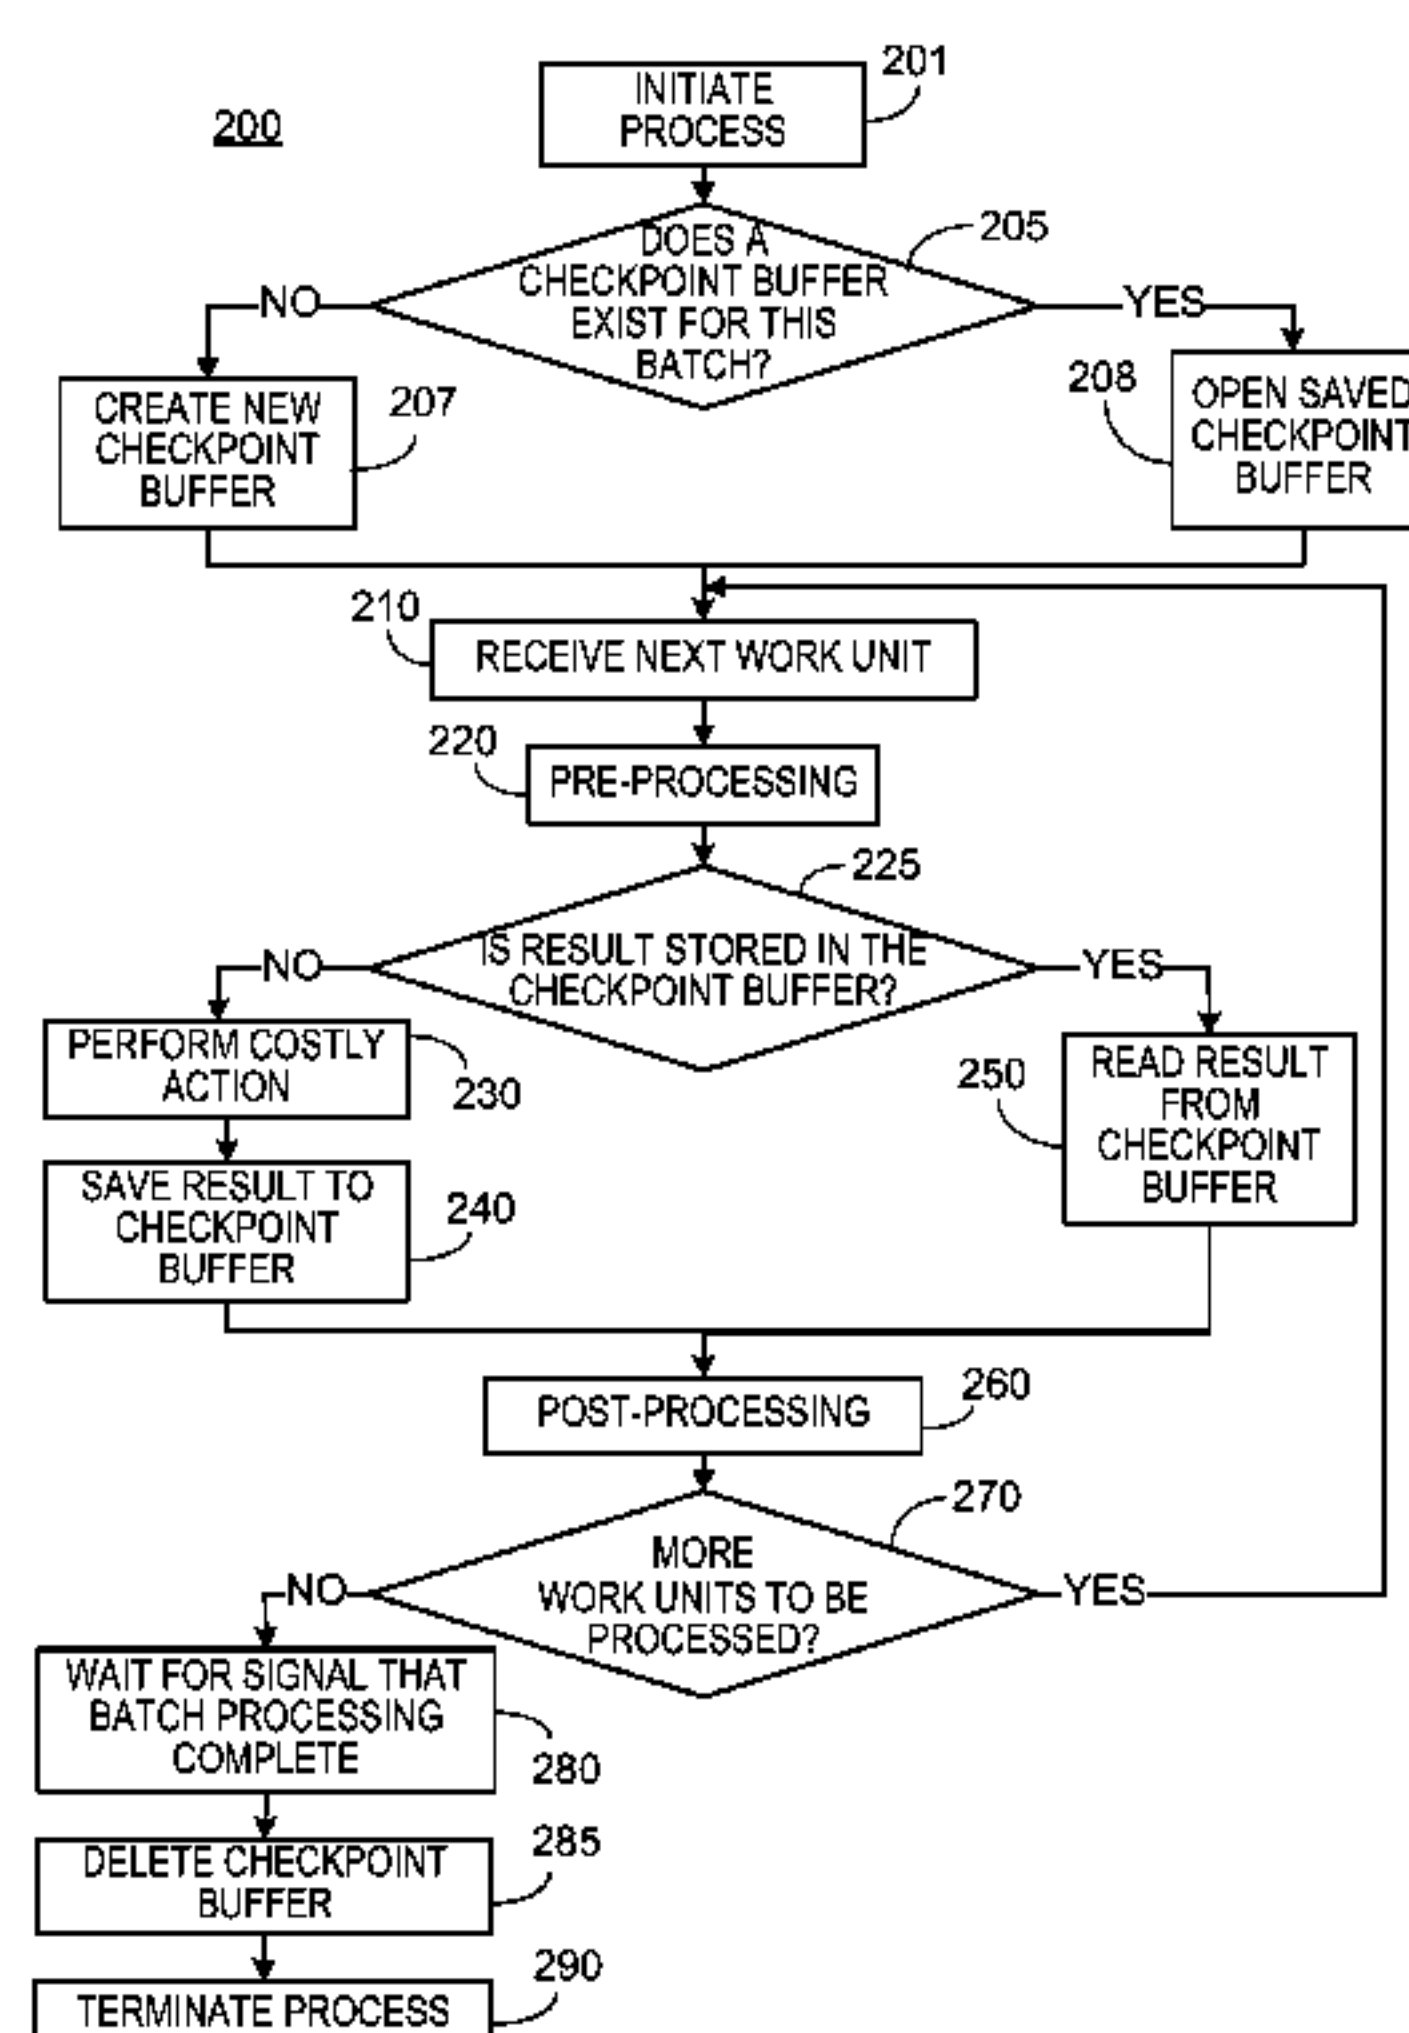 200
INITIATE
PROCESS
201
DOES A
CHECKPOINT BUFFER
EXIST FOR THIS
BATCH?
205
NO
YES
CREATE NEW
CHECKPOINT
BUFFER
207
208
OPEN SAVED
CHECKPOINT
BUFFER
210
RECEIVE NEXT WORK UNIT
220
PRE-PROCESSING
225
IS RESULT STORED IN THE
CHECKPOINT BUFFER?
NO
YES
PERFORM COSTLY
ACTION
230
SAVE RESULT TO
CHECKPOINT
BUFFER
240
250
READ RESULT
FROM
CHECKPOINT
BUFFER
POST-PROCESSING
260
270
MORE
WORK UNITS TO BE
PROCESSED?
NO
YES
WAIT FOR SIGNAL THAT
BATCH PROCESSING
COMPLETE
280
DELETE CHECKPOINT
BUFFER
285
TERMINATE PROCESS
290